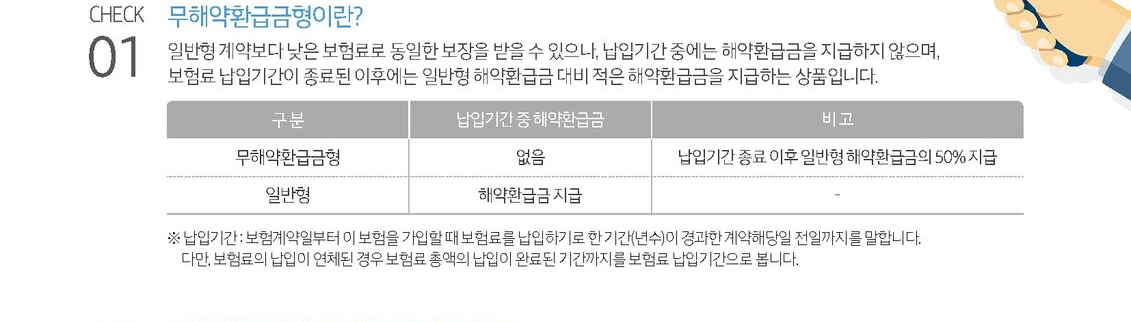 CHECK
01
무해약환급금형이란?
일반형 계약보다 낮은 보험료로 동일한 보장을 받을 수 있으나, 납입기간 중에는 해약환급금을 지급하지 않으며,
보험료 납입기간이 종료된 이후에는 일반형 해약환급금 대비 적은 해약환급금을 지급하는 상품입니다.
구 분 납입기간 중 해약환급금 비 고
무해약환급금형 없음 납입기간 종료 이후 일반형 해약환급금의 50% 지급
일반형 해약환급금 지급 -
※ 납입기간 : 보험계약일부터 이 보험을 가입할 때 보험료를 납입하기로 한 기간(년수)이 경과한 계약해당일 전일까지를 말합니다.
다만, 보험료의 납입이 연체된 경우 보험료 총액의 납입이 완료된 기간까지를 보험료 납입기간으로 봅니다.